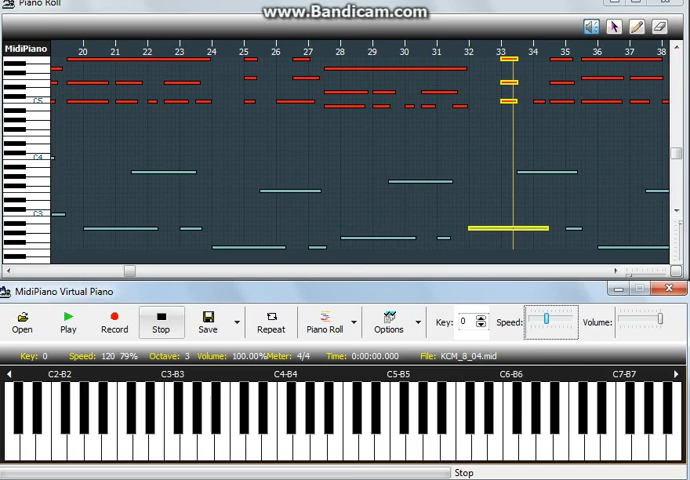 Piano Roll
www.Bandicam.com
MidiPiano 20 21 22 23 24 25 26 27 28 29 30 31 32 33 34 35 36 37 38
C5
C4
C3
MidiPiano Virtual Piano
Open Play Record Stop Save Repeat Piano Roll Options Key: 0 Speed: Volume:
Key: 0 Speed: 120 79% Octave: 3 Volume: 100.00% Meter: 4/4 Time: 0:00:00.000 File: KCM_8_04.mid
C2-B2 C3-B3 C4-B4 C5-B5 C6-B6 C7-B7
Stop